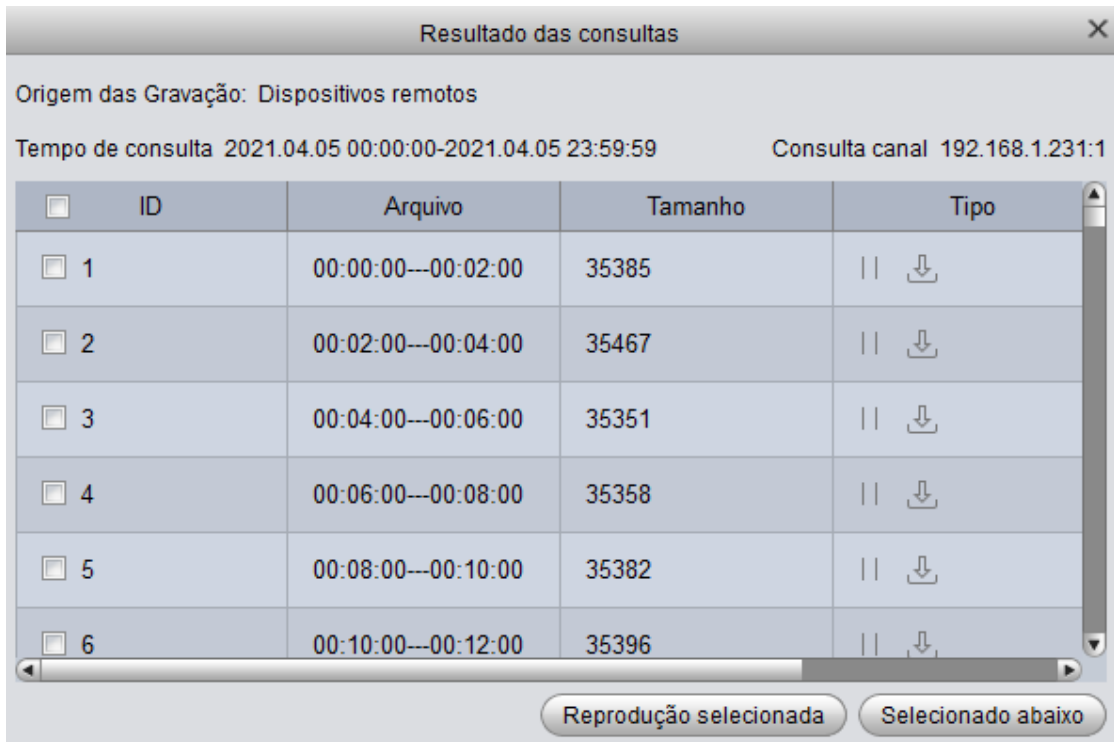 Resultado das consultas
Origem das Gravação: Dispositivos remotos
Tempo de consulta 2021.04.05 00:00:00-2021.04.05 23:59:59 Consulta canal 192.168.1.231:1
ID Arquivo Tamanho Tipo
1 00:00:00---00:02:00 35385
2 00:02:00---00:04:00 35467
3 00:04:00---00:06:00 35351
4 00:06:00---00:08:00 35358
5 00:08:00---00:10:00 35382
6 00:10:00---00:12:00 35396
Reprodução selecionada Selecionado abaixo